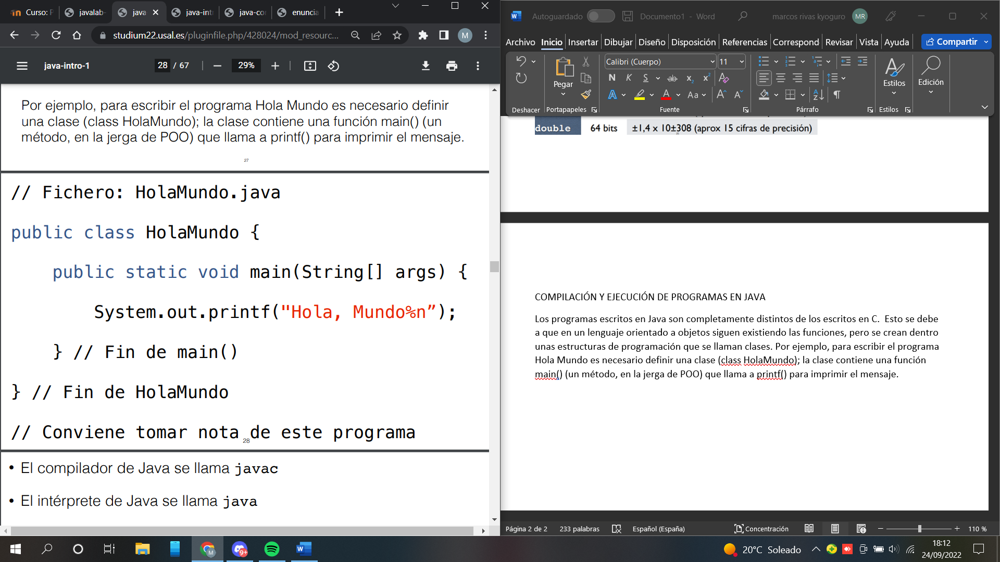 Curso: P
javalab-
java
java-int
java-cor
enuncia
studium22.usal.es/pluginfile.php/428024/mod_resourc...
M
java-intro-1
28 / 67
29%
Por ejemplo, para escribir el programa Hola Mundo es necesario definir
una clase (class HolaMundo); la clase contiene una función main() (un
método, en la jerga de POO) que llama a printf() para imprimir el mensaje.
27
// Fichero: HolaMundo.java
public class HolaMundo {
public static void main(String[] args) {
System.out.printf("Hola, Mundo%n”);
} // Fin de main()
} // Fin de HolaMundo
// Conviene tomar nota de este programa
28
• El compilador de Java se llama javac
• El intérprete de Java se llama java
Autoguardado
Documento1 - Word
marcos rivas kyoguro
MR
Archivo Inicio Insertar Dibujar Diseño Disposición Referencias Correspond Revisar Vista Ayuda
Compartir
Pegar
Calibri (Cuerpo)
11
N K S ab x₂ x² A
A A Aa A A
Estilos
Edición
Deshacer Portapapeles Fuente Párrafo Estilos
double 64 bits ±1,4 x 10±308 (aprox 15 cifras de precisión)
COMPILACIÓN Y EJECUCIÓN DE PROGRAMAS EN JAVA
Los programas escritos en Java son completamente distintos de los escritos en C. Esto se debe
a que en un lenguaje orientado a objetos siguen existiendo las funciones, pero se crean dentro
unas estructuras de programación que se llaman clases. Por ejemplo, para escribir el programa
Hola Mundo es necesario definir una clase (class HolaMundo); la clase contiene una función
main() (un método, en la jerga de POO) que llama a printf() para imprimir el mensaje.
Página 2 de 2 233 palabras Español (España) Concentración 110 %
9+
20°C Soleado
18:12
24/09/2022